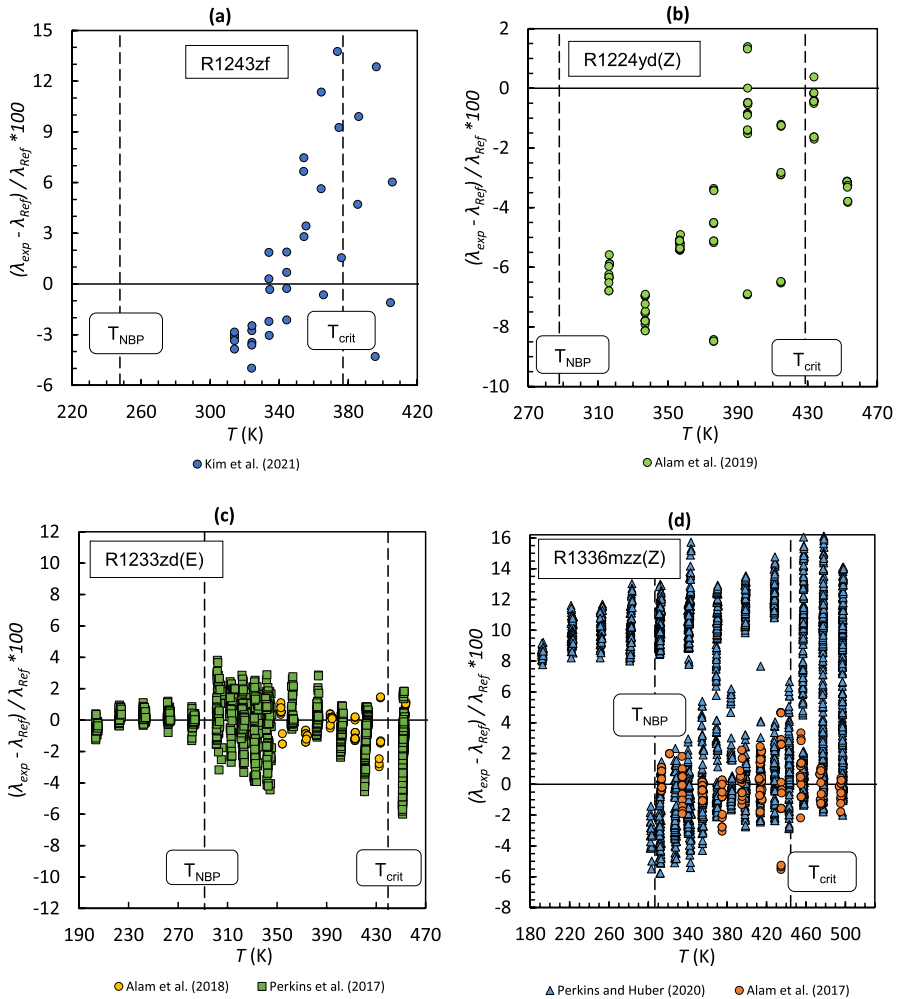 (a)
R1243zf
(λexp - λRef) / λRef *100
15
12
9
6
3
0
-3
-6
TNBP
Tcrit
220 260 300 340 380 420
T (K)
Kim et al. (2021)
(b)
R1224yd(Z)
(λexp - λRef) / λRef *100
2
0
-2
-4
-6
-8
-10
TNBP
Tcrit
270 310 350 390 430 470
T (K)
Alam et al. (2019)
(c)
R1233zd(E)
(λexp - λRef) / λRef *100
12
10
8
6
4
2
0
-2
-4
-6
-8
-10
-12
TNBP
Tcrit
190 230 270 310 350 390 430 470
T (K)
Alam et al. (2018) Perkins et al. (2017)
(d)
R1336mzz(Z)
(λexp - λRef) / λRef *100
16
14
12
10
8
6
4
2
0
-2
-4
-6
-8
TNBP
Tcrit
180 220 260 300 340 380 420 460 500
T (K)
Perkins and Huber (2020) Alam et al. (2017)